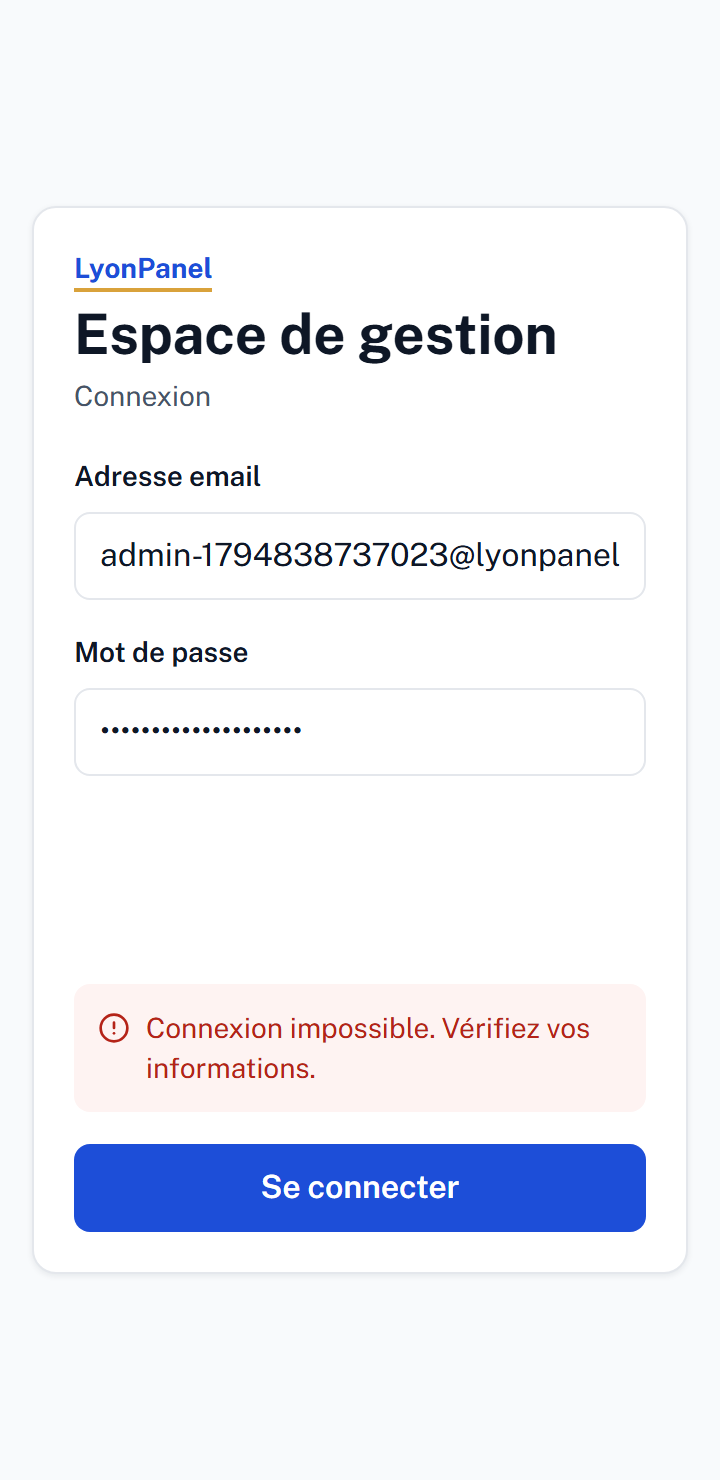 LyonPanel
Espace de gestion
Connexion
Adresse email
admin-1794838737023@lyonpanel
Mot de passe
••••••••••••••••••••
Connexion impossible. Vérifiez vos
informations.
Se connecter